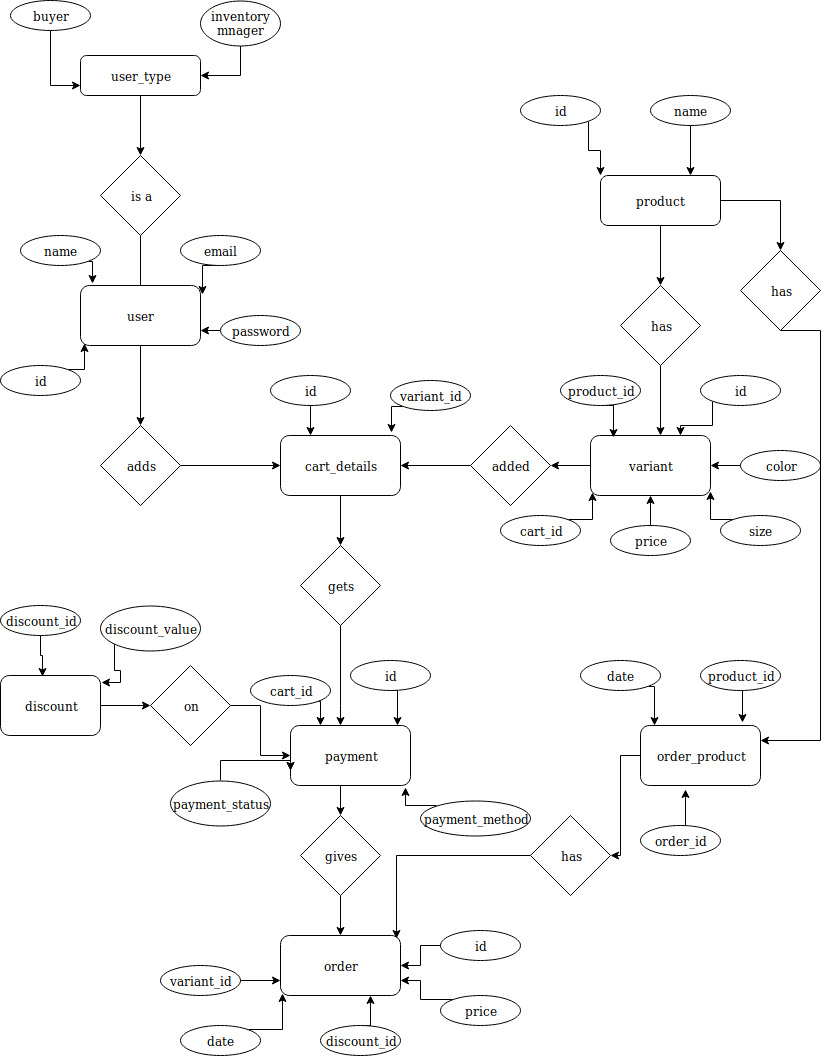 buyer
inventory
mnager
user_type
id
name
is a
product
name
email
has
user
password
has
id
id
variant_id
product_id
id
adds
cart_details
added
variant
color
cart_id
price
size
gets
discount_id
discount_value
cart_id
id
date
product_id
discount
on
payment
order_product
payment_status
payment_method
order_id
gives
has
id
order
variant_id
price
date
discount_id